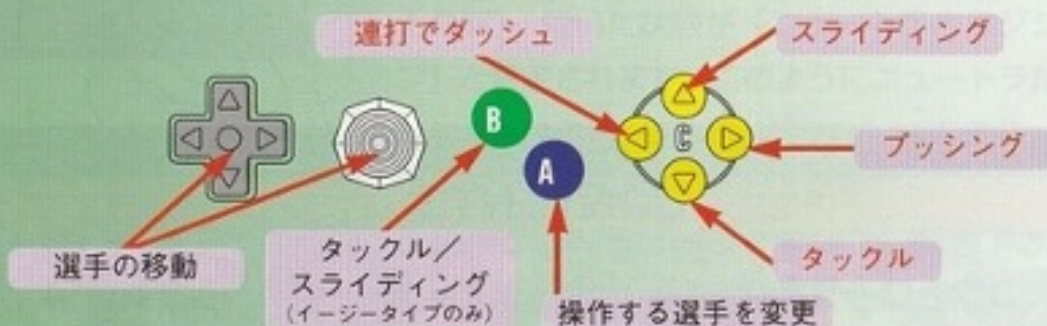 連打でダッシュ
スライディング
B
A
C
プッシング
選手の移動
タックル／
スライディング
(イージータイプのみ)
タックル
操作する選手を変更